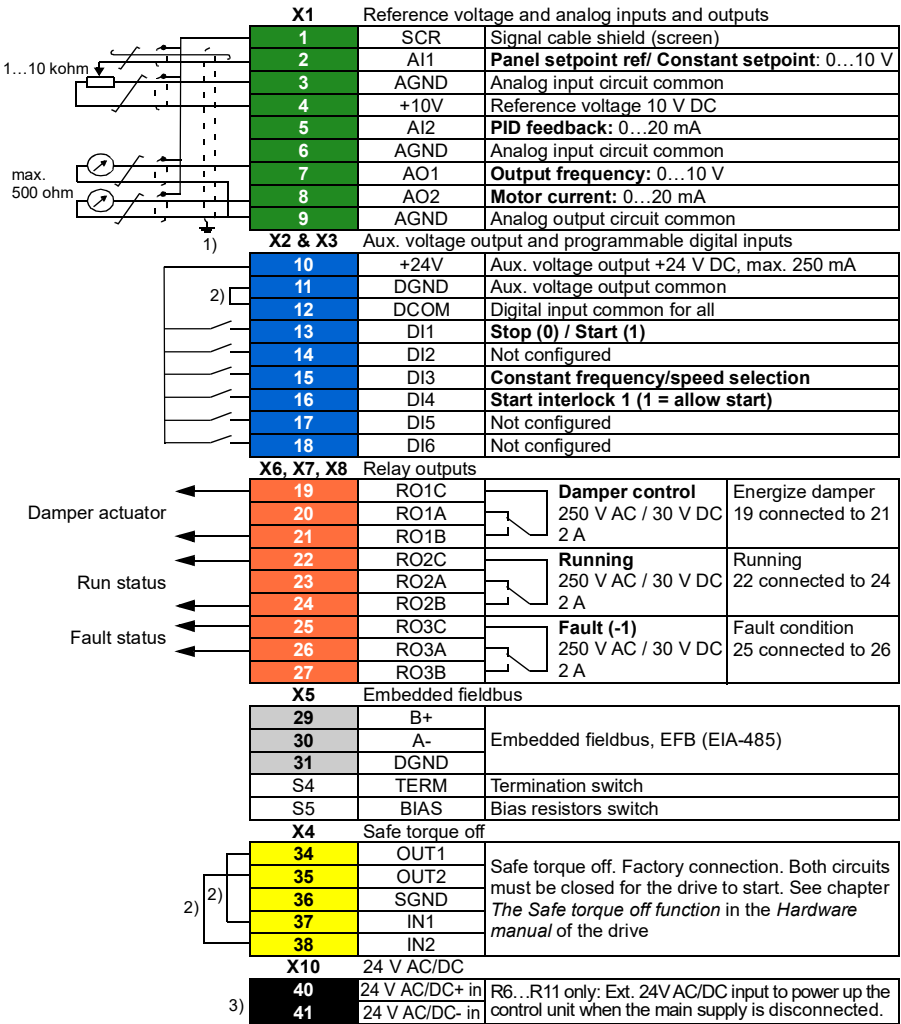 X1 Reference voltage and analog inputs and outputs
1 SCR Signal cable shield (screen)
2 AI1 Panel setpoint ref/ Constant setpoint: 0…10 V
1…10 kohm
3 AGND Analog input circuit common
4 +10V Reference voltage 10 V DC
5 AI2 PID feedback: 0…20 mA
6 AGND Analog input circuit common
max.
500 ohm
7 AO1 Output frequency: 0…10 V
8 AO2 Motor current: 0…20 mA
9 AGND Analog output circuit common
1)
X2 & X3 Aux. voltage output and programmable digital inputs
10 +24V Aux. voltage output +24 V DC, max. 250 mA
2)
11 DGND Aux. voltage output common
12 DCOM Digital input common for all
13 DI1 Stop (0) / Start (1)
14 DI2 Not configured
15 DI3 Constant frequency/speed selection
16 DI4 Start interlock 1 (1 = allow start)
17 DI5 Not configured
18 DI6 Not configured
X6, X7, X8 Relay outputs
19 RO1C Damper control Energize damper
Damper actuator 20 RO1A 250 V AC / 30 V DC 19 connected to 21
21 RO1B 2 A
22 RO2C Running Running
Run status 23 RO2A 250 V AC / 30 V DC 22 connected to 24
24 RO2B 2 A
25 RO3C Fault (-1) Fault condition
Fault status 26 RO3A 250 V AC / 30 V DC 25 connected to 26
27 RO3B 2 A
X5 Embedded fieldbus
29 B+
30 A- Embedded fieldbus, EFB (EIA-485)
31 DGND
S4 TERM Termination switch
S5 BIAS Bias resistors switch
X4 Safe torque off
34 OUT1
35 OUT2
36 SGND
37 IN1
38 IN2
2) 2)
Safe torque off. Factory connection. Both circuits
must be closed for the drive to start. See chapter
The Safe torque off function in the Hardware
manual of the drive
X10 24 V AC/DC
3)
40 24 V AC/DC+ in R6…R11 only: Ext. 24V AC/DC input to power up the
41 24 V AC/DC- in control unit when the main supply is disconnected.